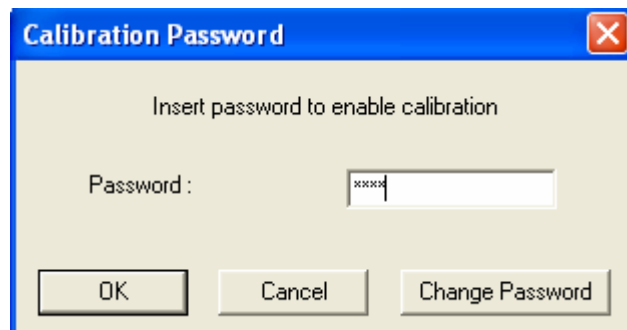 Calibration Password
Insert password to enable calibration
Password : ****
OK Cancel Change Password